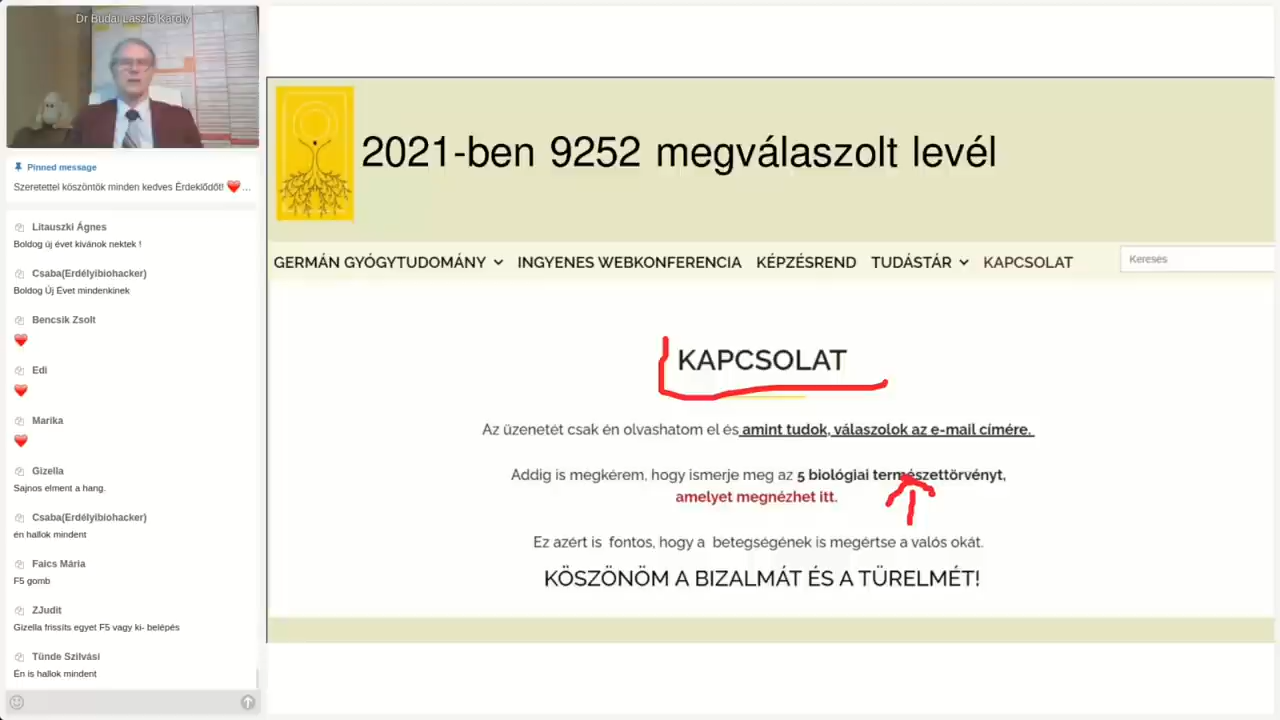 Dr Budai László Károly
Pinned message
Szeretettel köszöntök minden kedves Érdeklődőt! ❤️ ...
Litauszki Ágnes
Boldog új évet kivánok nektek !
Csaba(Erdélyibiohacker)
Boldog Új Évet mindenkinek
Bencsik Zsolt
❤️
Edi
❤️
Marika
❤️
Gizella
Sajnos elment a hang.
Csaba(Erdélyibiohacker)
én hallok mindent
Faics Mária
F5 gomb
ZJudit
Gizella frissíts egyet F5 vagy ki- belépés
Tünde Szilvási
Én is hallok mindent
2021-ben 9252 megválaszolt levél
GERMÁN GYÓGYTUDOMÁNY INGYENES WEBKONFERENCIA KÉPZÉSREND TUDÁSTÁR KAPCSOLAT
Keresés
KAPCSOLAT
Az üzenetét csak én olvashatom el és amint tudok, válaszolok az e-mail címére.
Addig is megkérem, hogy ismerje meg az 5 biológiai természettörvényt,
amelyet megnézhet itt.
Ez azért is fontos, hogy a betegségének is megértse a valós okát.
KÖSZÖNÖM A BIZALMÁT ÉS A TÜRELMÉT!